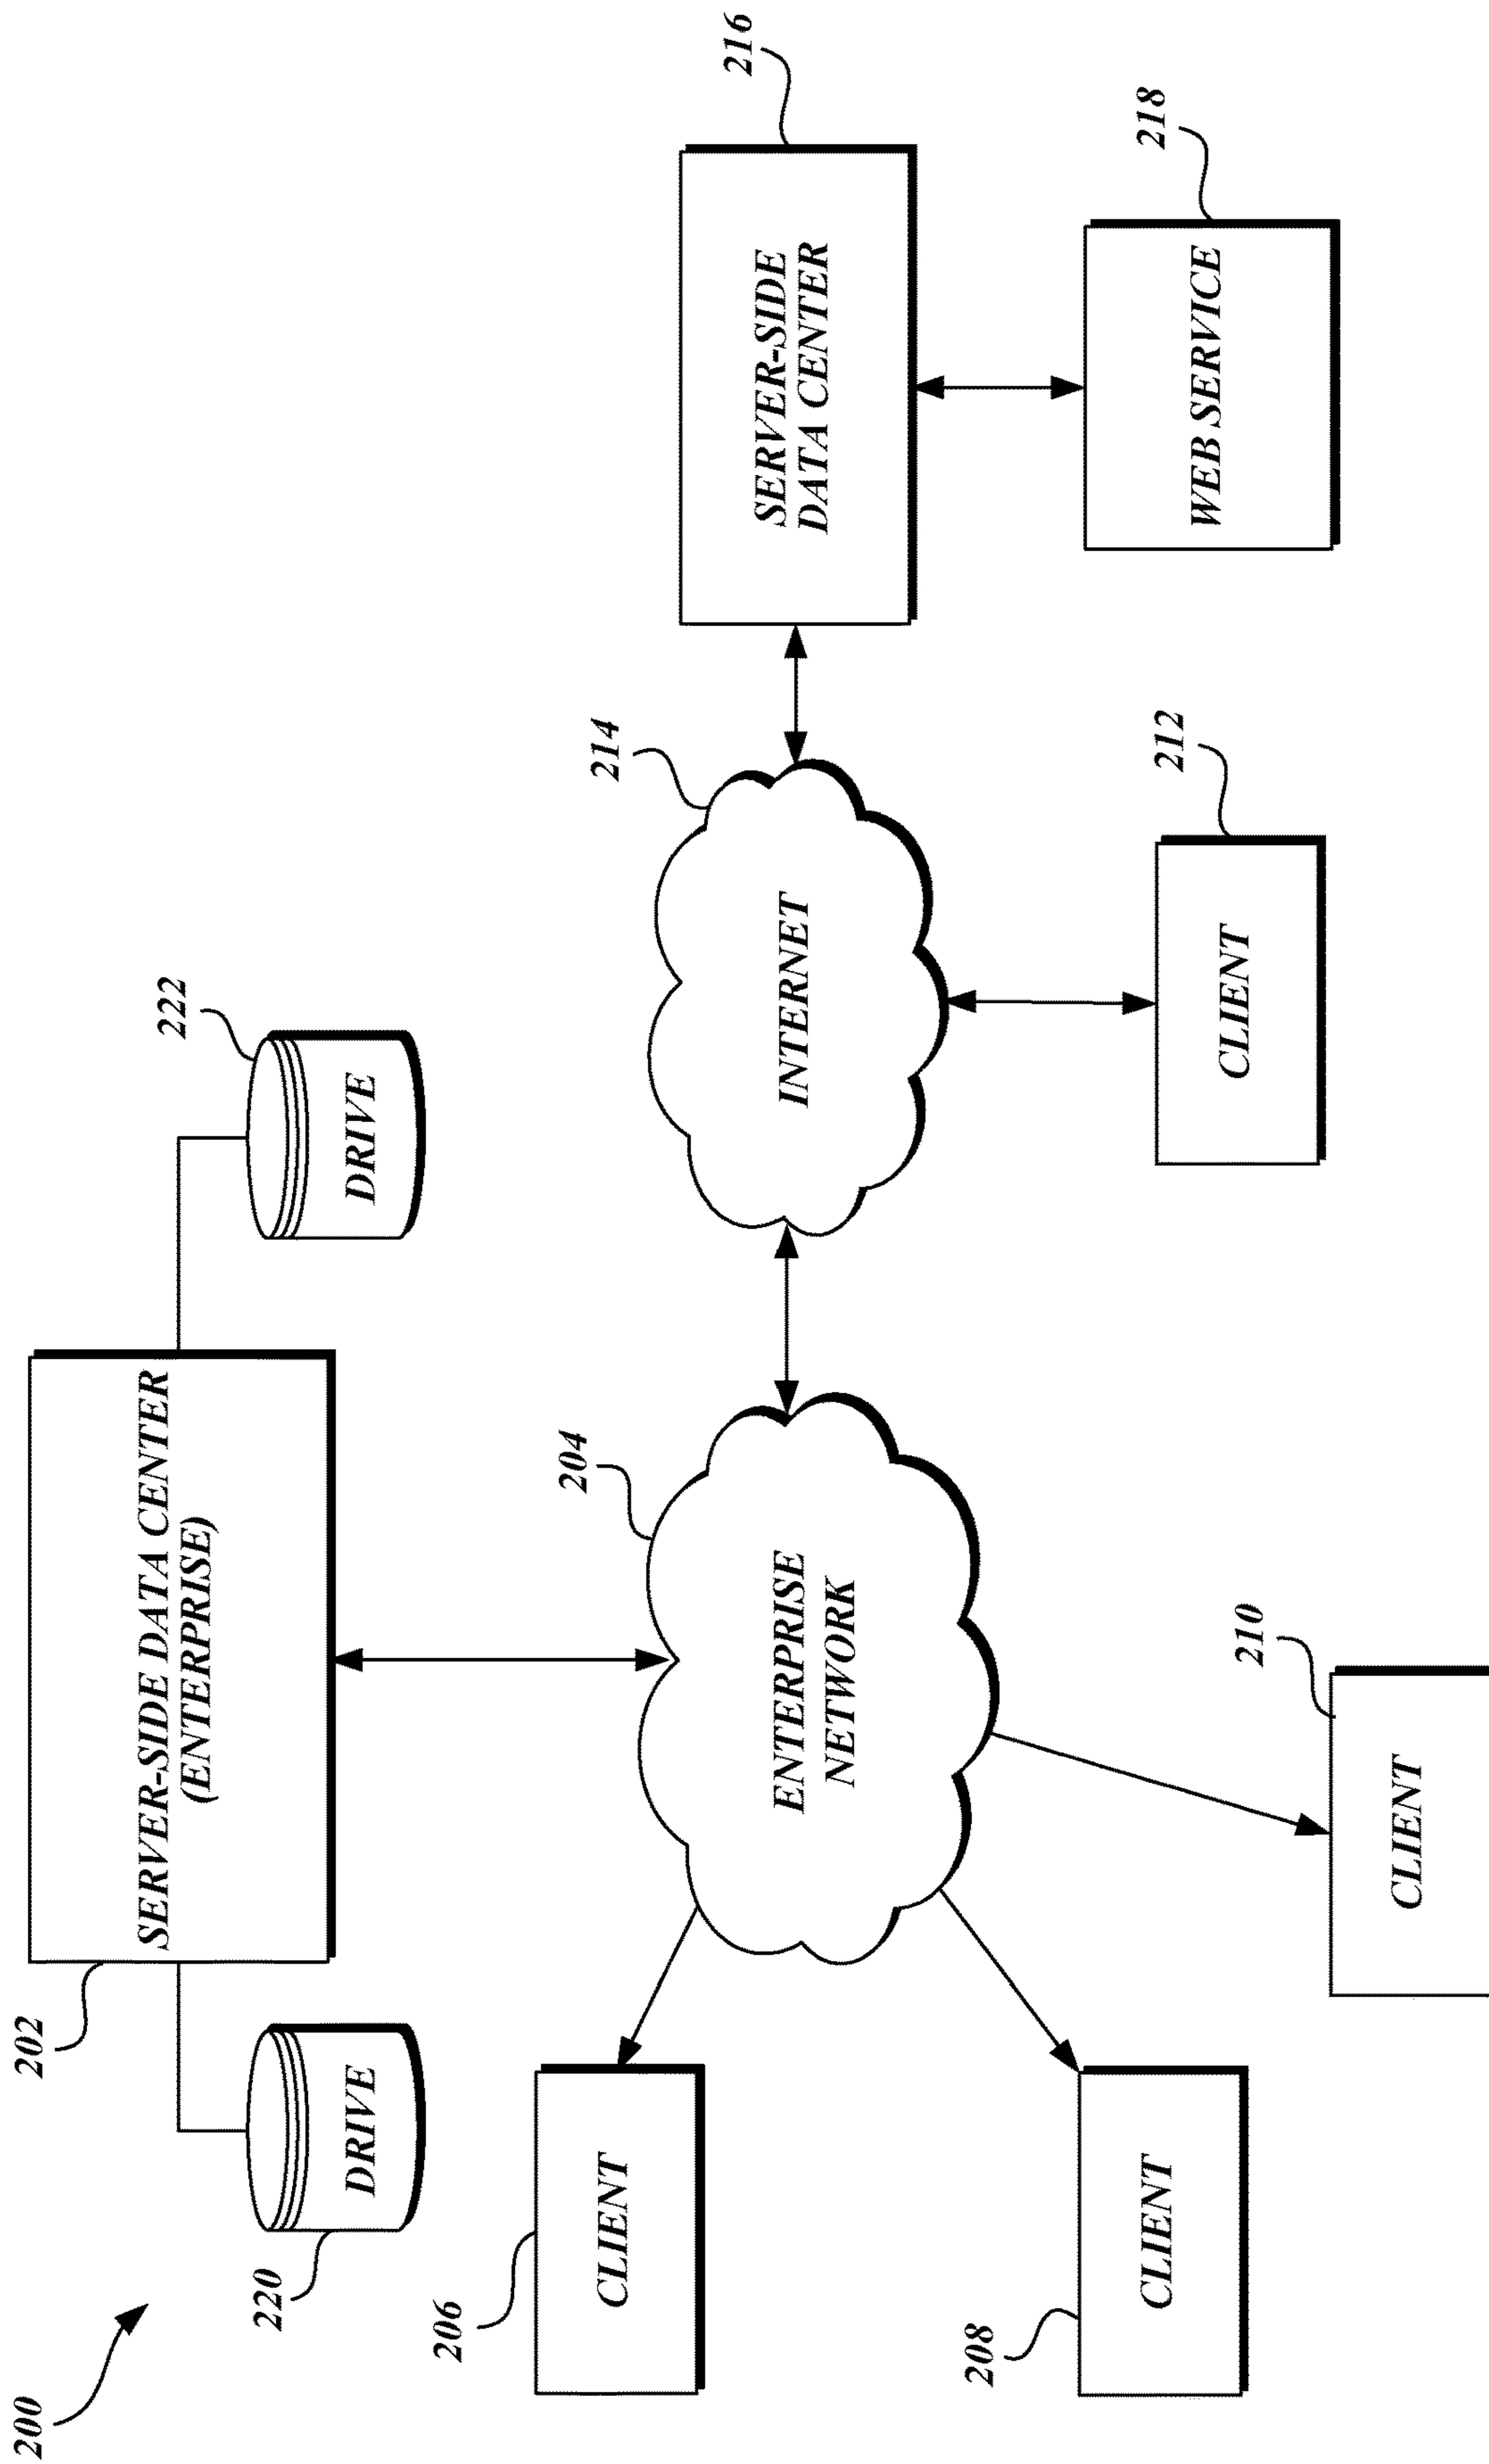 200
202
SERVER-SIDE DATA CENTER
(ENTERPRISE)
220
DRIVE
222
DRIVE
204
ENTERPRISE
NETWORK
206
CLIENT
208
CLIENT
210
CLIENT
214
INTERNET
212
CLIENT
216
SERVER-SIDE
DATA CENTER
218
WEB SERVICE